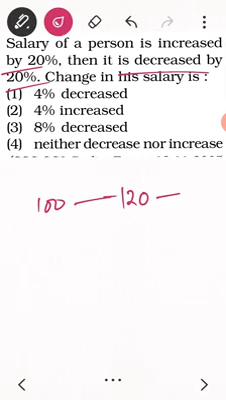 Salary of a person is increased
by 20%, then it is decreased by
20%. Change in his salary is :
(1) 4% decreased
(2) 4% increased
(3) 8% decreased
(4) neither decrease nor increase
100 — 120 —